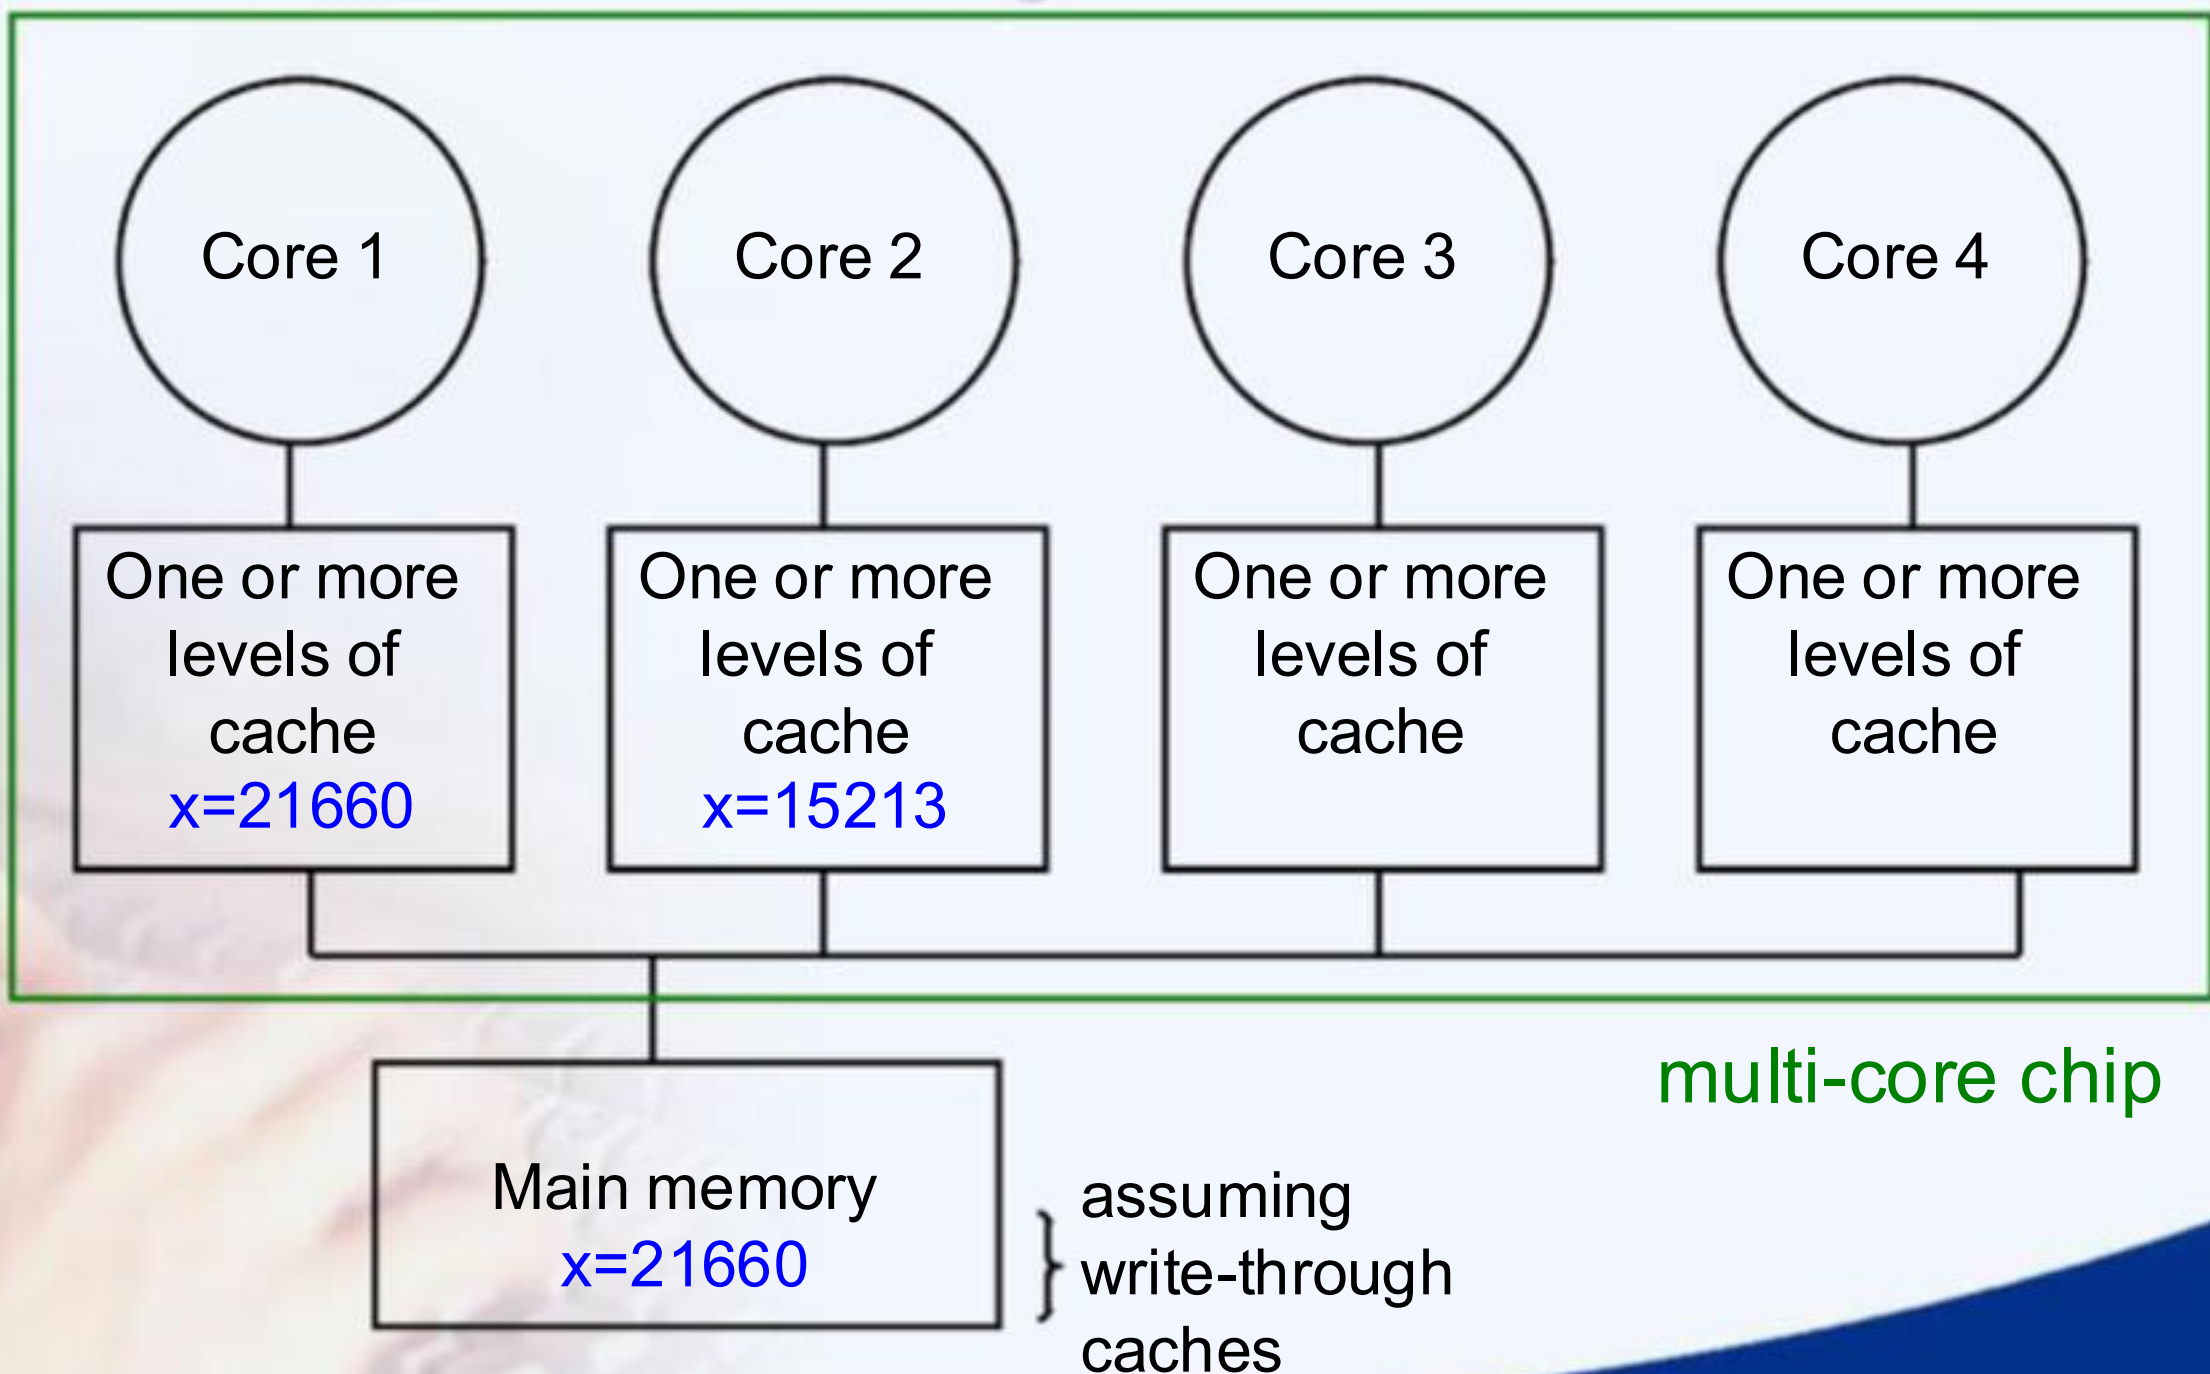 Core 1
Core 2
Core 3
Core 4
One or more
levels of
cache
x=21660
One or more
levels of
cache
x=15213
One or more
levels of
cache
One or more
levels of
cache
multi-core chip
Main memory
x=21660
assuming
write-through
caches